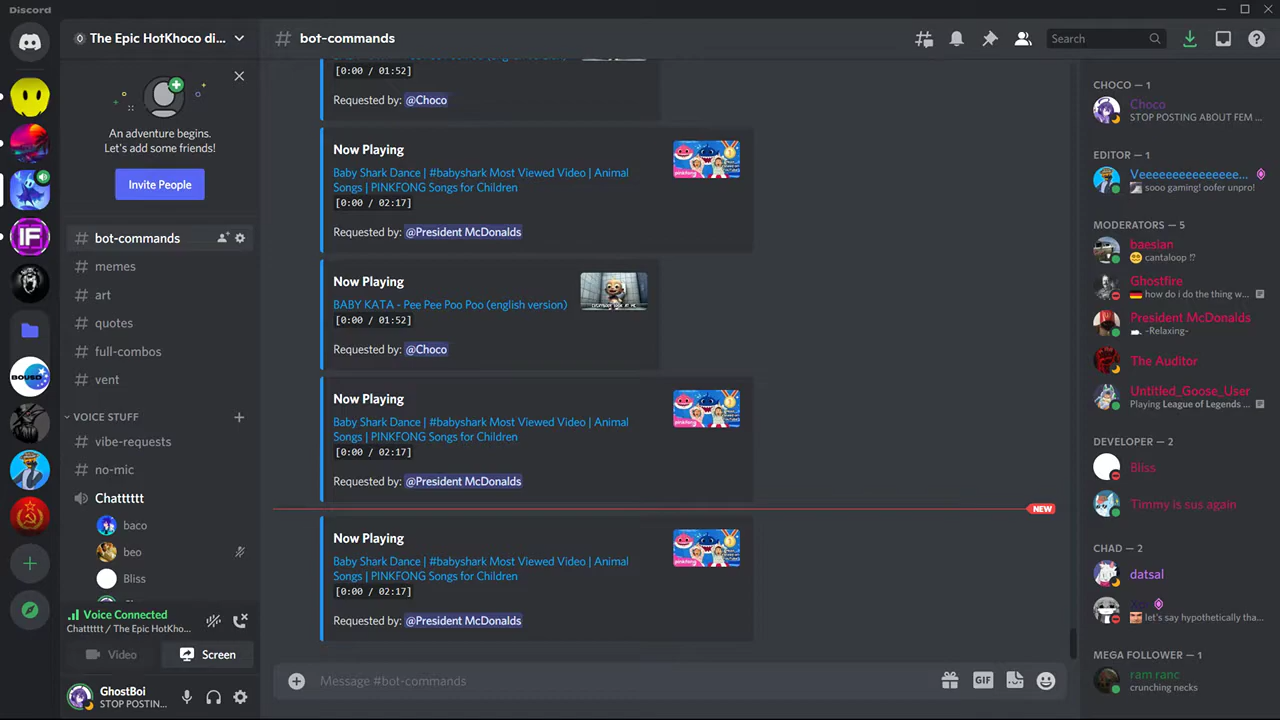 Discord
The Epic HotKhoco di...
An adventure begins.
Let's add some friends!
Invite People
bot-commands
memes
art
quotes
full-combos
vent
VOICE STUFF
vibe-requests
no-mic
Chatttttt
baco
beo
Bliss
Voice Connected
Chatttttt / The Epic HotKho...
Video
Screen
GhostBoi
STOP POSTIN...
IF
BOUSD
# bot-commands
Search
[0:00 / 01:52]
Requested by: @Choco
Now Playing
Baby Shark Dance | #babyshark Most Viewed Video | Animal
Songs | PINKFONG Songs for Children
[0:00 / 02:17]
Requested by: @President McDonalds
pinkfong
Now Playing
BABY KATA - Pee Pee Poo Poo (english version)
[0:00 / 01:52]
Requested by: @Choco
Now Playing
Baby Shark Dance | #babyshark Most Viewed Video | Animal
Songs | PINKFONG Songs for Children
[0:00 / 02:17]
Requested by: @President McDonalds
pinkfong
NEW
Now Playing
Baby Shark Dance | #babyshark Most Viewed Video | Animal
Songs | PINKFONG Songs for Children
[0:00 / 02:17]
Requested by: @President McDonalds
pinkfong
Message #bot-commands
GIF
CHOCO — 1
Choco
STOP POSTING ABOUT FEM ...
EDITOR — 1
Veeeeeeeeeeeeeee...
sooo gaming! oofer unpro!
MODERATORS — 5
baesian
cantaloop !?
Ghostfire
how do i do the thing w...
President McDonalds
-Relaxing-
The Auditor
Untitled_Goose_User
Playing League of Legends ...
DEVELOPER — 2
Bliss
Timmy is sus again
CHAD — 2
datsal
let's say hypothetically tha...
MEGA FOLLOWER — 1
ram ranc
crunching necks